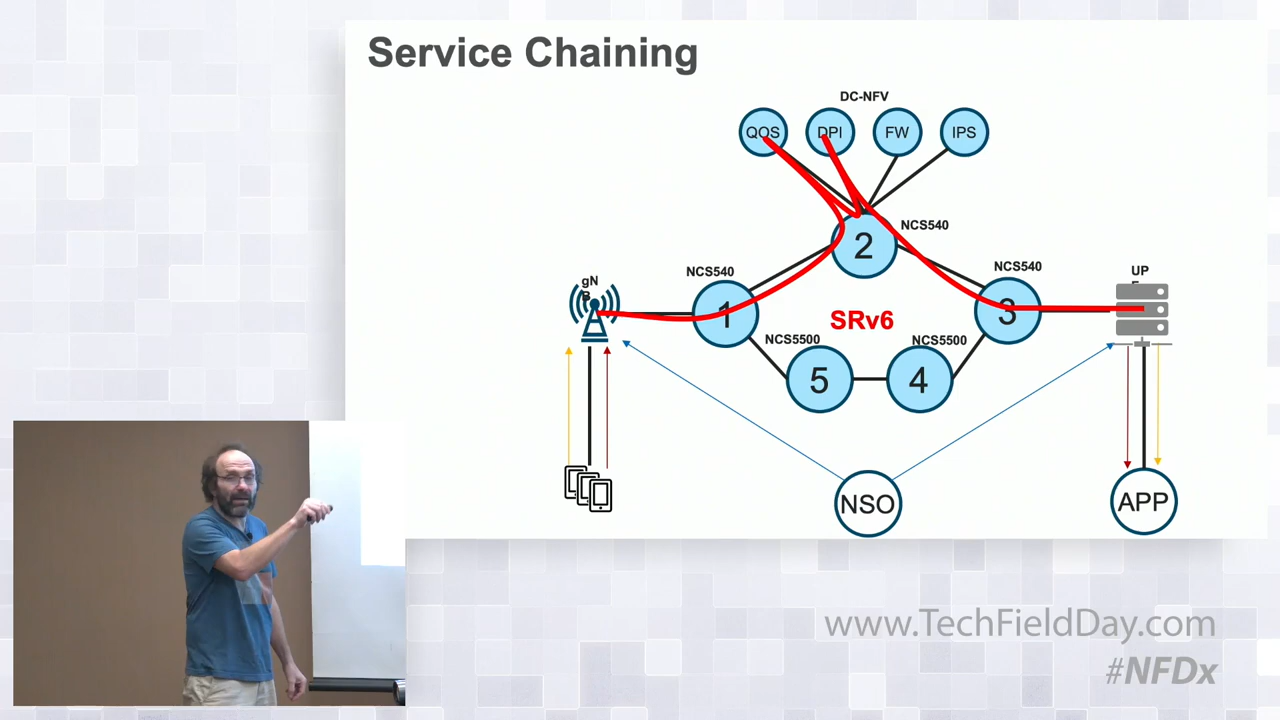 Service Chaining
DC-NFV
QOS
DPI
FW
IPS
2
NCS540
NCS540
NCS540
gN
B
UP
1
SRv6
3
NCS5500
NCS5500
5
4
NSO
APP
www.TechFieldDay.com
#NFDx